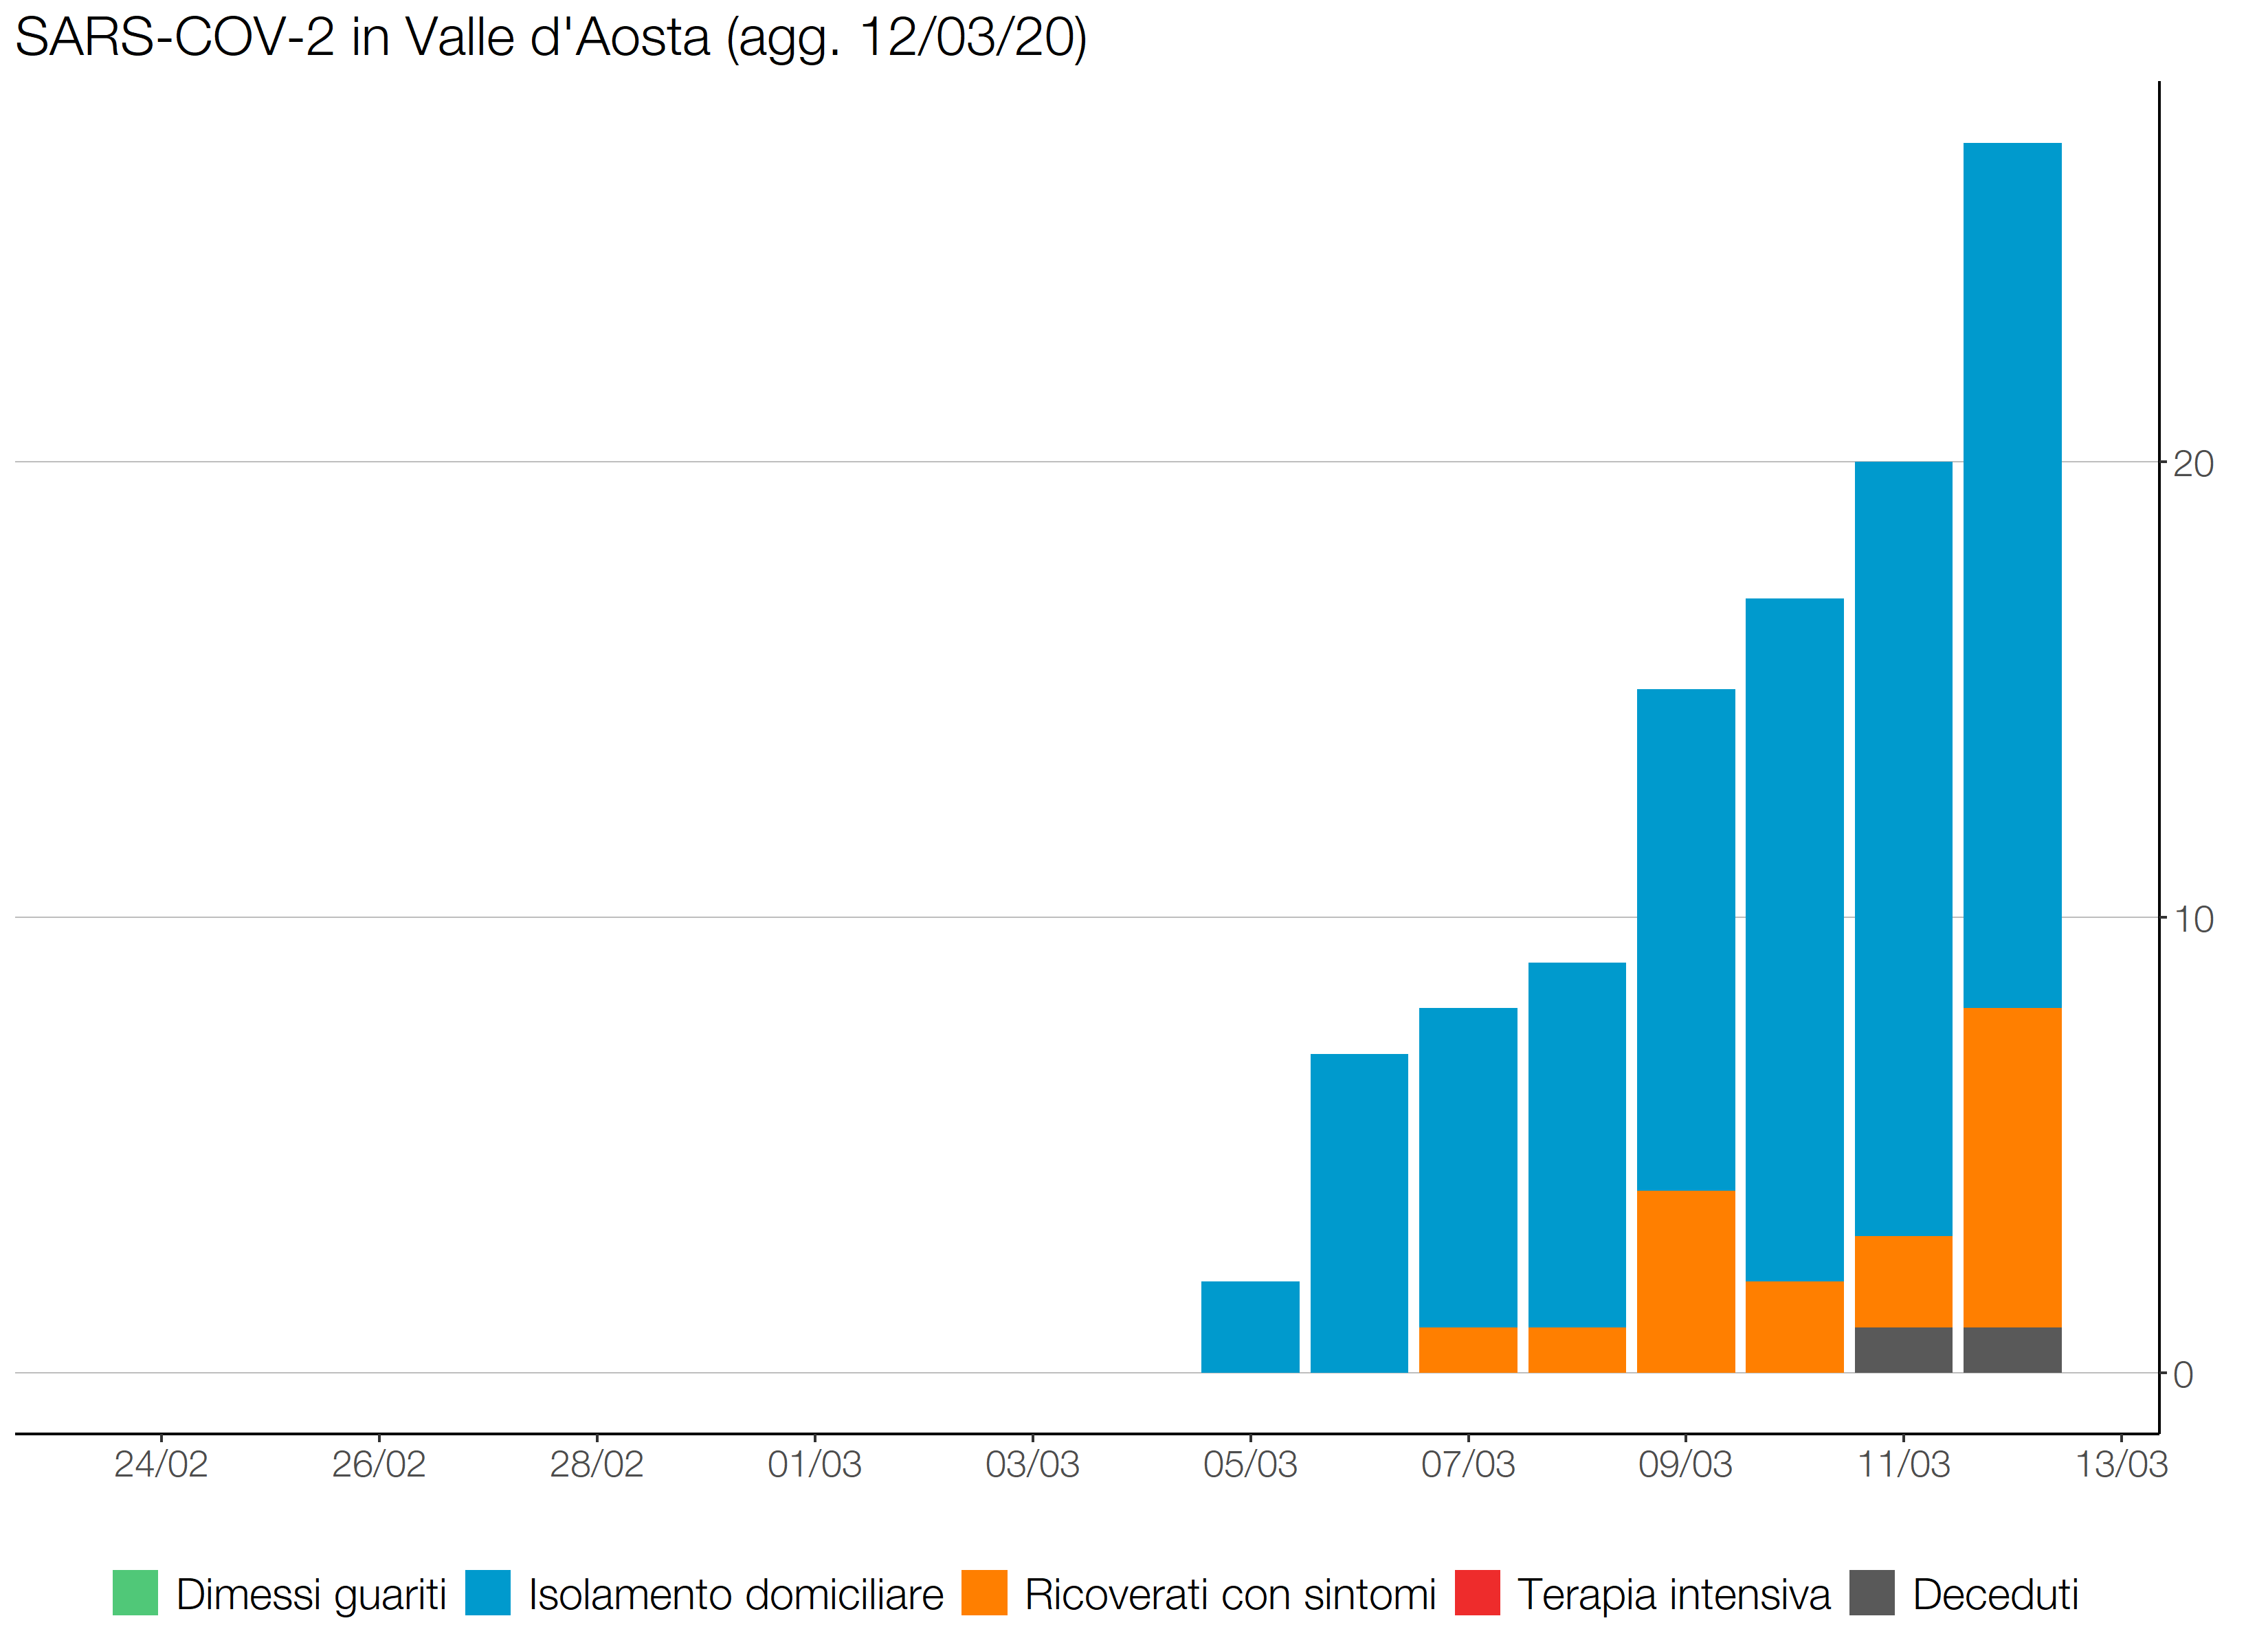 SARS-COV-2 in Valle d'Aosta (agg. 12/03/20)
20
10
0
24/02 26/02 28/02 01/03 03/03 05/03 07/03 09/03 11/03 13/03
Dimessi guariti Isolamento domiciliare Ricoverati con sintomi Terapia intensiva Deceduti